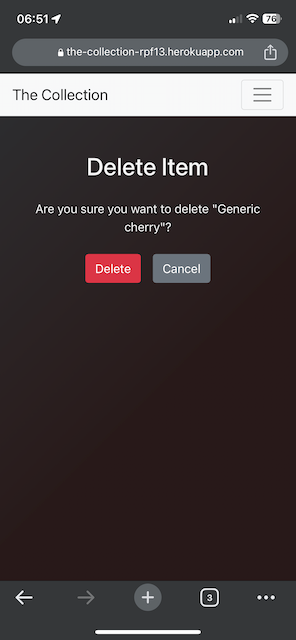 06:51
76
the-collection-rpf13.herokuapp.com
The Collection
Delete Item
Are you sure you want to delete "Generic
cherry"?
Delete
Cancel
3